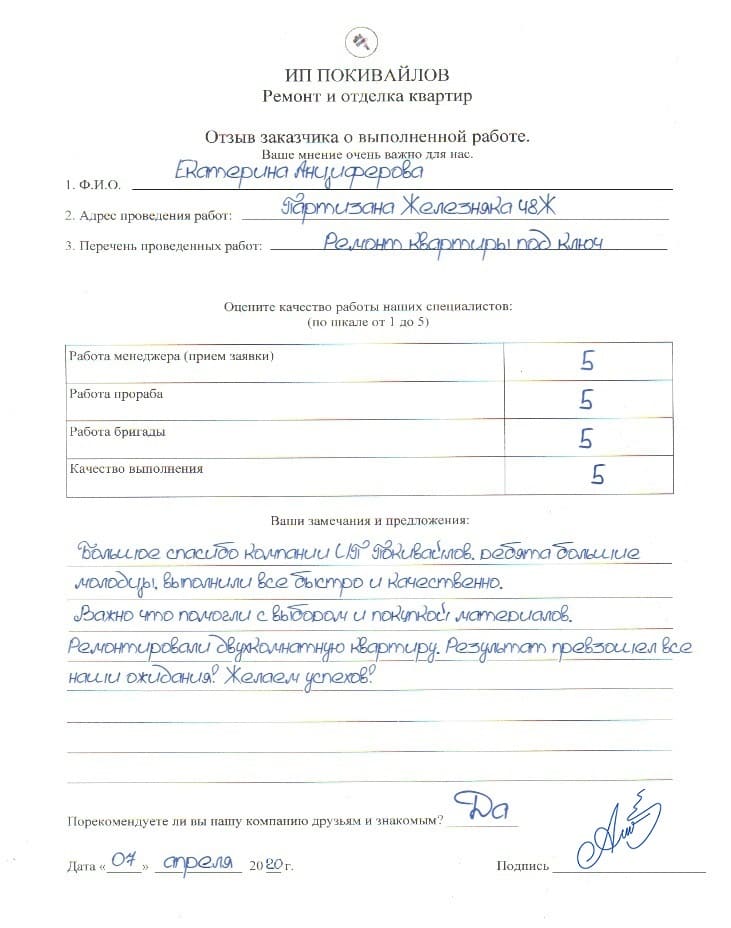 ИП ПОКИВАЙЛОВ
Ремонт и отделка квартир
Отзыв заказчика о выполненной работе.
Ваше мнение очень важно для нас.
1. Ф.И.О. Екатерина Анциферова
2. Адрес проведения работ: Партизана Железняка 48Ж
3. Перечень проведенных работ: Ремонт квартиры под ключ
Оцените качество работы наших специалистов:
(по шкале от 1 до 5)
Работа менеджера (прием заявки) 5
Работа прораба 5
Работа бригады 5
Качество выполнения 5
Ваши замечания и предложения:
Большое спасибо компании ИП Покивайлов. ребята большие
молодцы. выполнили все быстро и качественно.
Важно что помогли с выбором и покупкой материалов.
Ремонтировали двухкомнатную квартиру. Результат превзошел все
наши ожидания! Желаем успехов!
Порекомендуете ли вы нашу компанию друзьям и знакомым? Да
Дата «07» апреля 2020 г. Подпись